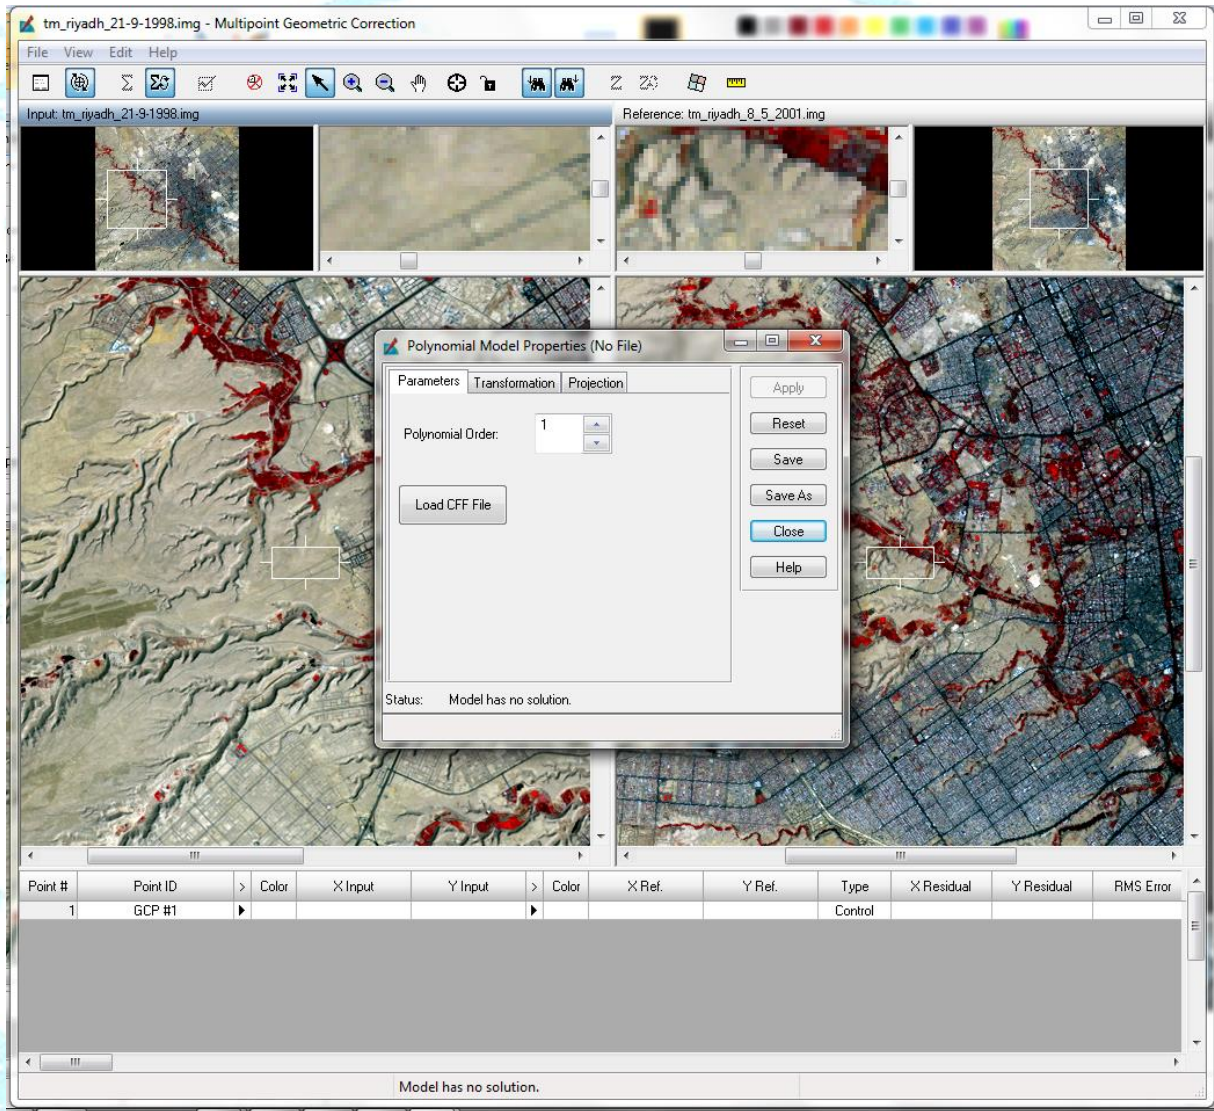 tm_riyadh_21-9-1998.img - Multipoint Geometric Correction
File View Edit Help
Input: tm_riyadh_21-9-1998.img
Reference: tm_riyadh_8_5_2001.img
Polynomial Model Properties (No File)
Parameters Transformation Projection
Polynomial Order: 1
Load CFF File
Apply
Reset
Save
Save As
Close
Help
Status: Model has no solution.
Point # Point ID > Color X Input Y Input > Color X Ref. Y Ref. Type X Residual Y Residual RMS Error
1 GCP #1 Control
Model has no solution.